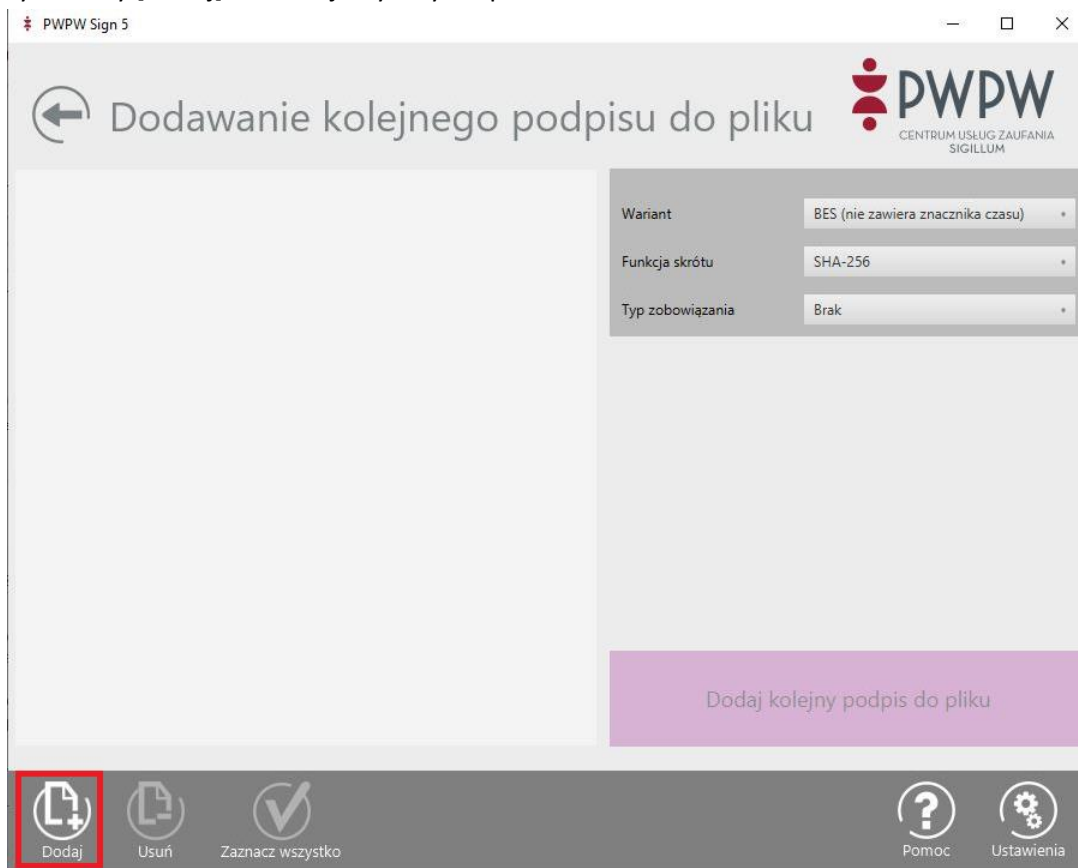 PWPW Sign 5
Dodawanie kolejnego podpisu do pliku
PWPW
CENTRUM USŁUG ZAUFANIA
SIGILLUM
Wariant
BES (nie zawiera znacznika czasu)
Funkcja skrótu
SHA-256
Typ zobowiązania
Brak
Dodaj kolejny podpis do pliku
Dodaj
Usuń
Zaznacz wszystko
Pomoc
Ustawienia